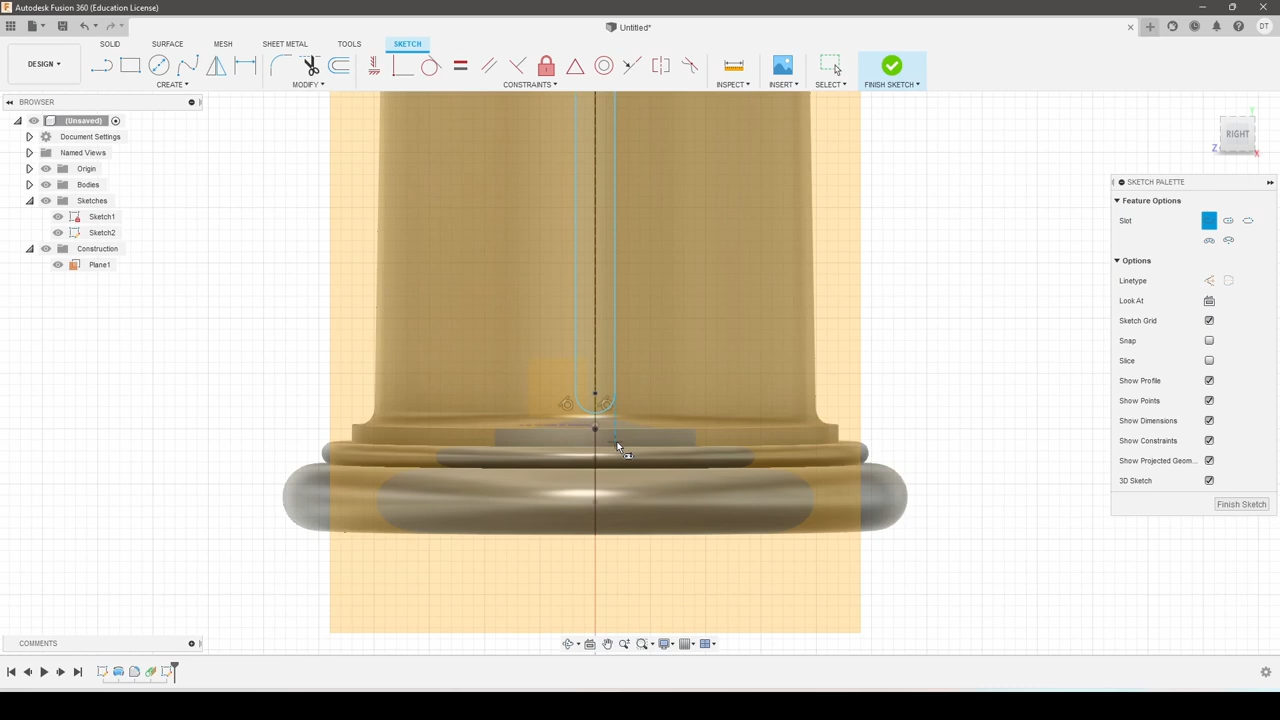 Autodesk Fusion 360 (Education License)
Untitled*
DT
SOLID SURFACE MESH SHEET METAL TOOLS SKETCH
DESIGN
CREATE MODIFY CONSTRAINTS INSPECT INSERT SELECT FINISH SKETCH
BROWSER
(Unsaved)
Document Settings
Named Views
Origin
Bodies
Sketches
Sketch1
Sketch2
Construction
Plane1
Y
RIGHT
Z
X
SKETCH PALETTE
Feature Options
Slot
Options
Linetype
Look At
Sketch Grid
Snap
Slice
Show Profile
Show Points
Show Dimensions
Show Constraints
Show Projected Geom...
3D Sketch
Finish Sketch
COMMENTS